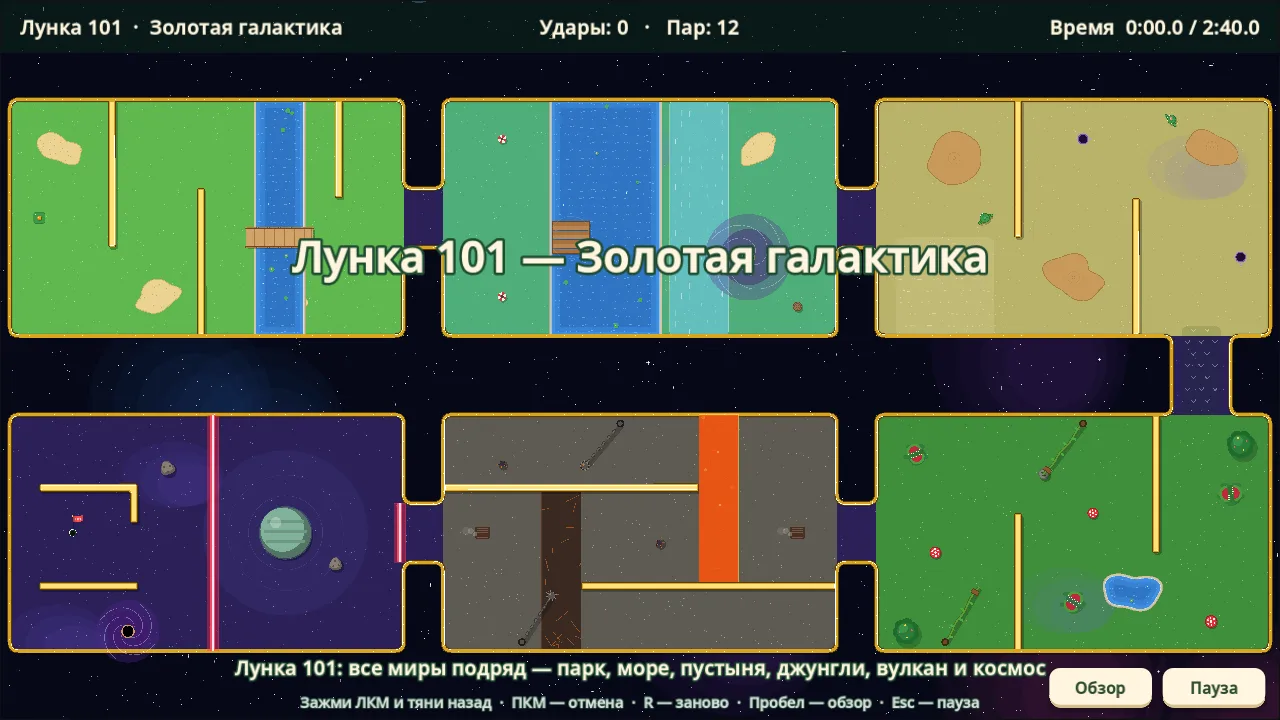 Лунка 101 · Золотая галактика
Удары: 0 · Пар: 12
Время 0:00.0 / 2:40.0
Лунка 101 — Золотая галактика
Лунка 101: все миры подряд — парк, море, пустыня, джунгли, вулкан и космос
Зажми ЛКМ и тяни назад · ПКМ — отмена · R — заново · Пробел — обзор · Esc — пауза
Обзор
Пауза